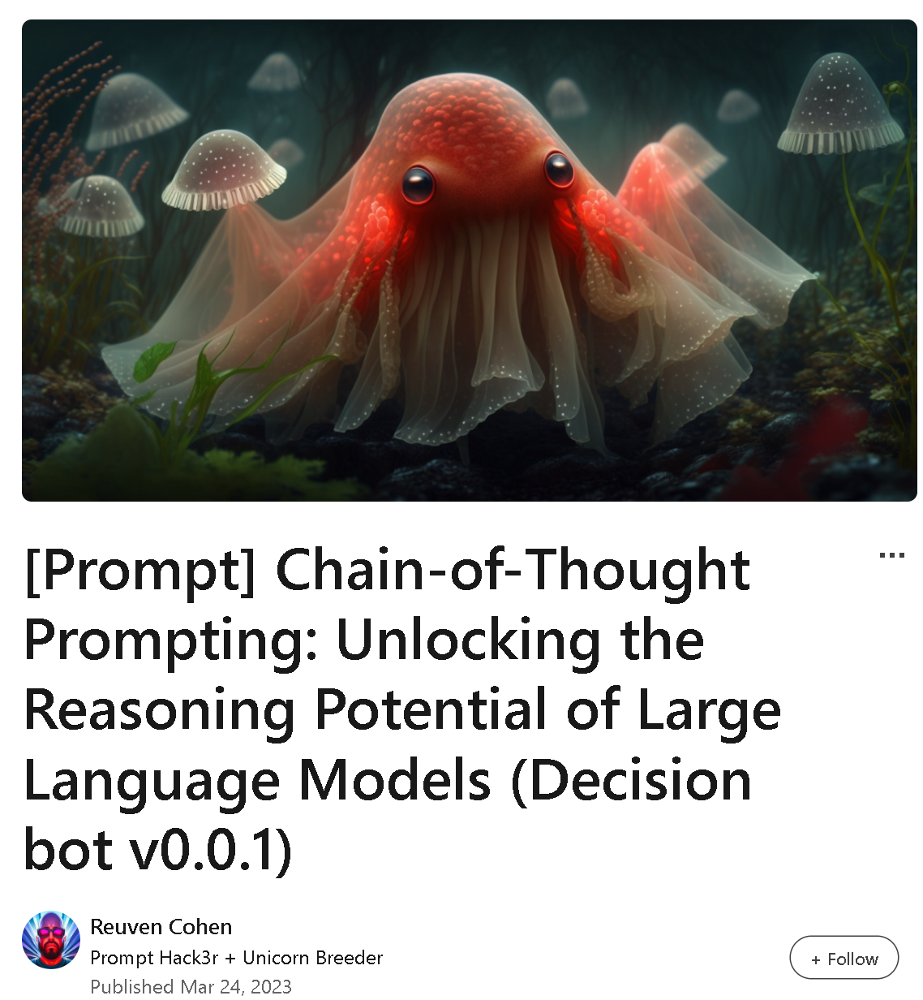 [Prompt] Chain-of-Thought
Prompting: Unlocking the
Reasoning Potential of Large
Language Models (Decision
bot v0.0.1)
Reuven Cohen
Prompt Hack3r + Unicorn Breeder
Published Mar 24, 2023
+ Follow